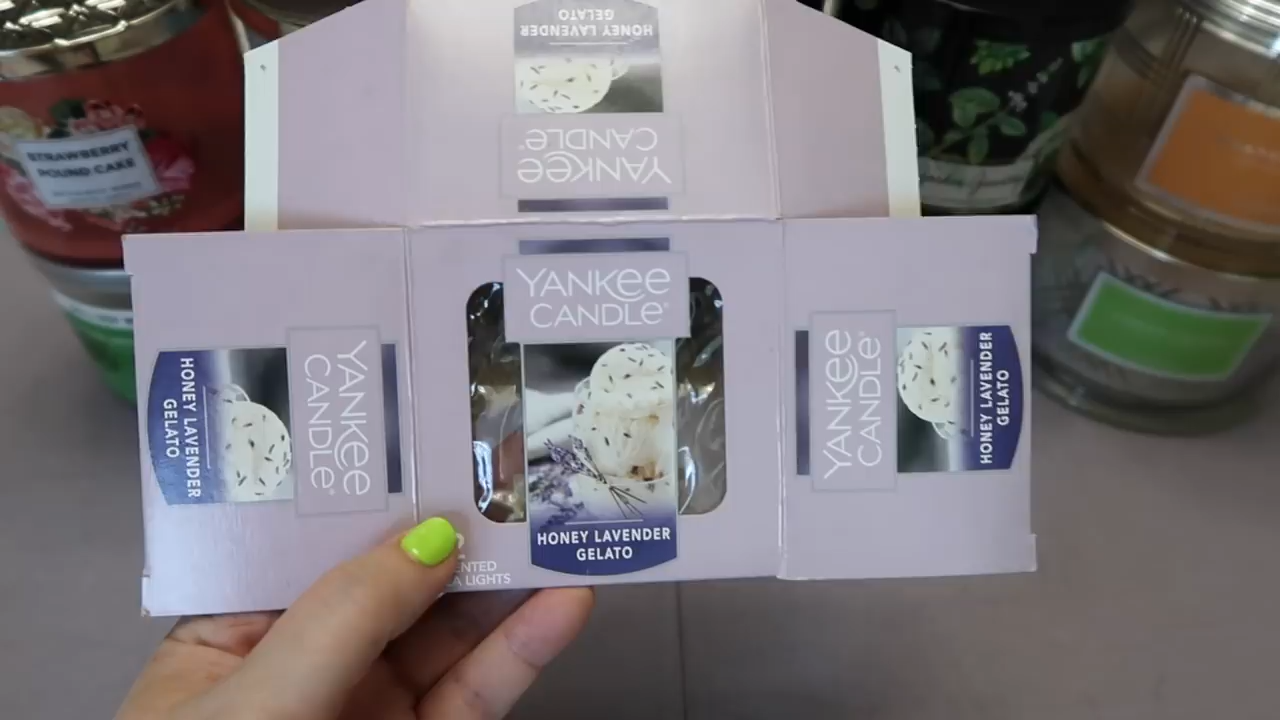 HONEY LAVENDER
GELATO
YANKEE
CANDLE®
STRAWBERRY
POUND CAKE
YANKEE
CANDLE®
HONEY LAVENDER
GELATO
ENTED
LIGHTS
HONEY LAVENDER
GELATO
YANKEE
CANDLE®
YANKEE
CANDLE®
HONEY LAVENDER
GELATO